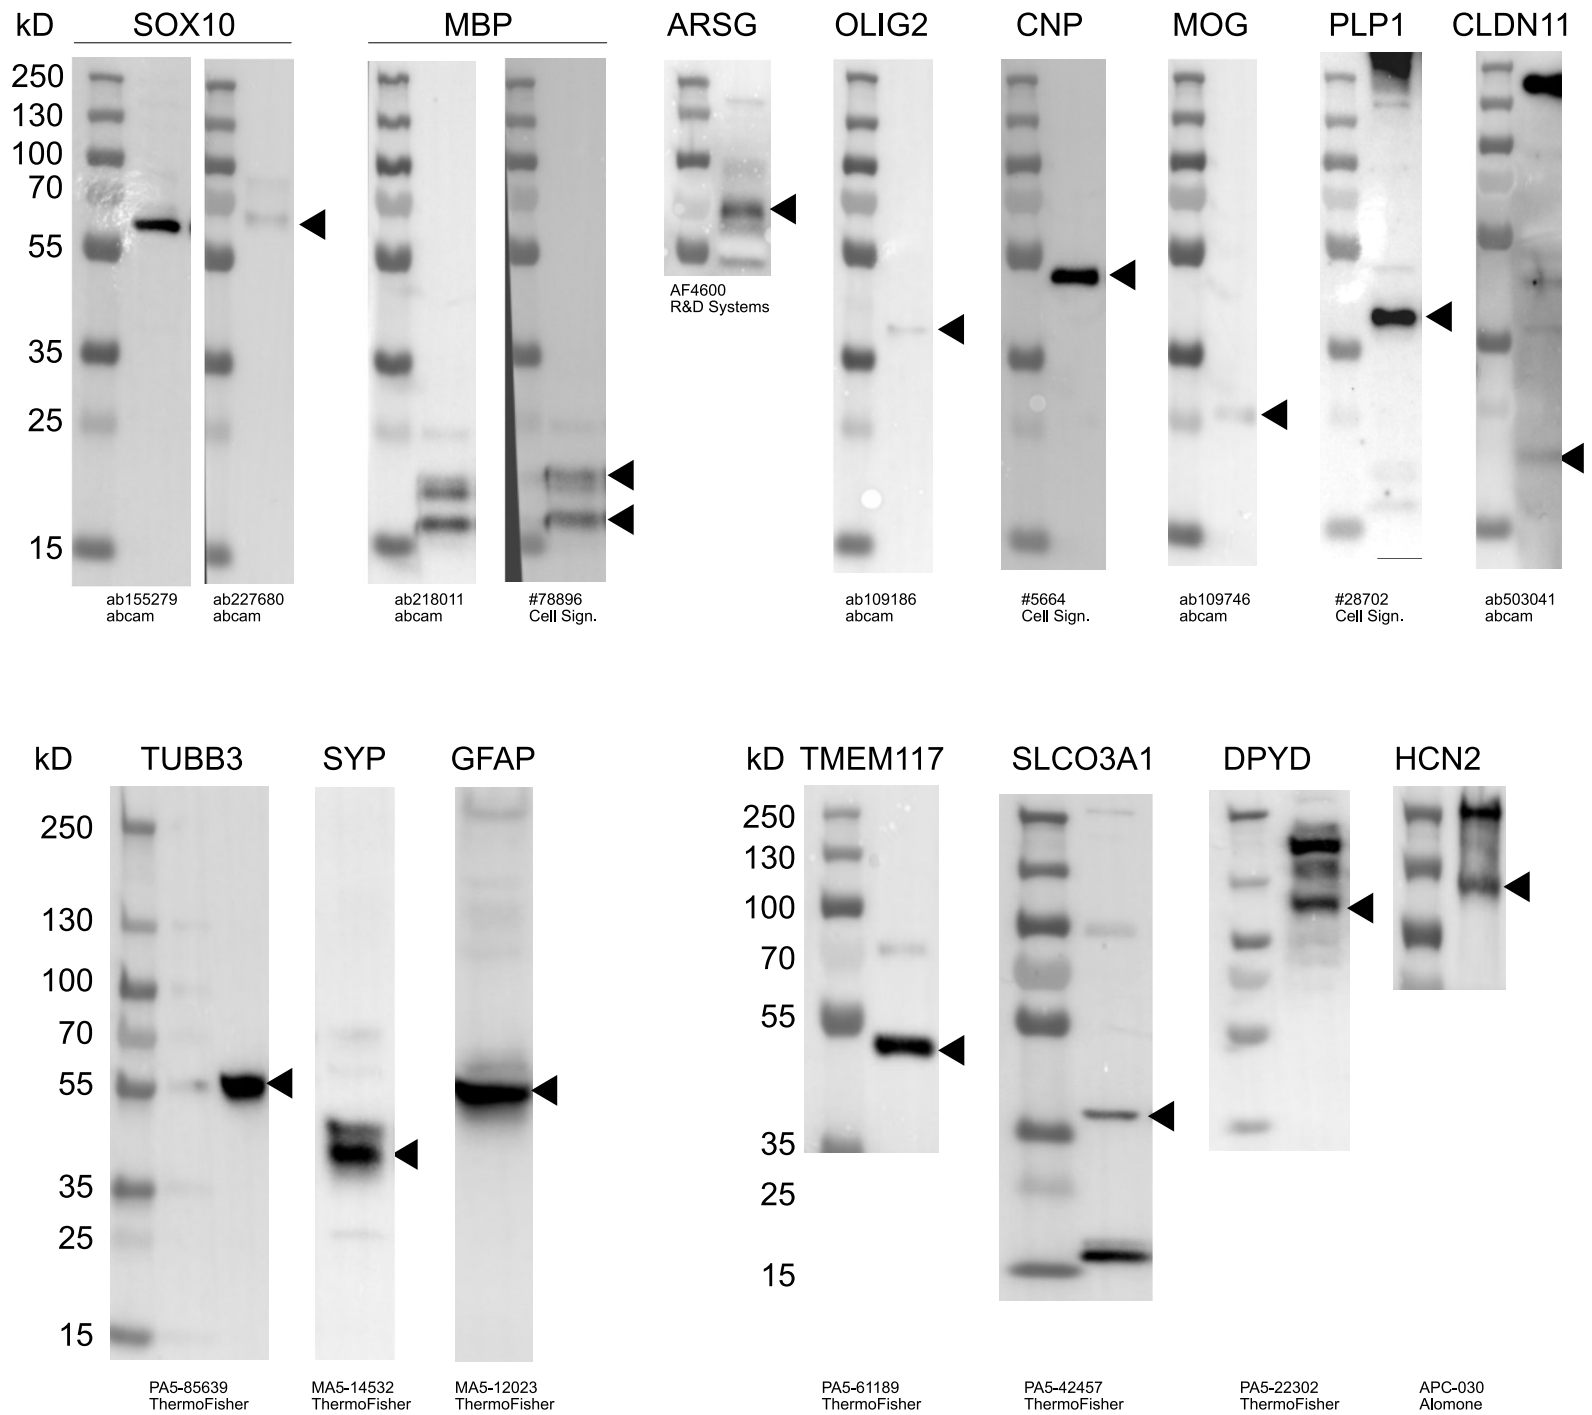 kD SOX10 MBP ARSG OLIG2 CNP MOG PLP1 CLDN11
250
130
100
70
55
35
25
15
AF4600
R&D Systems
ab155279
abcam
ab227680
abcam
ab218011
abcam
#78896
Cell Sign.
ab109186
abcam
#5664
Cell Sign.
ab109746
abcam
#28702
Cell Sign.
ab503041
abcam
kD TUBB3 SYP GFAP
250
130
100
70
55
35
25
15
PA5-85639
ThermoFisher
MA5-14532
ThermoFisher
MA5-12023
ThermoFisher
kD TMEM117 SLCO3A1 DPYD HCN2
250
130
100
70
55
35
25
15
PA5-61189
ThermoFisher
PA5-42457
ThermoFisher
PA5-22302
ThermoFisher
APC-030
Alomone